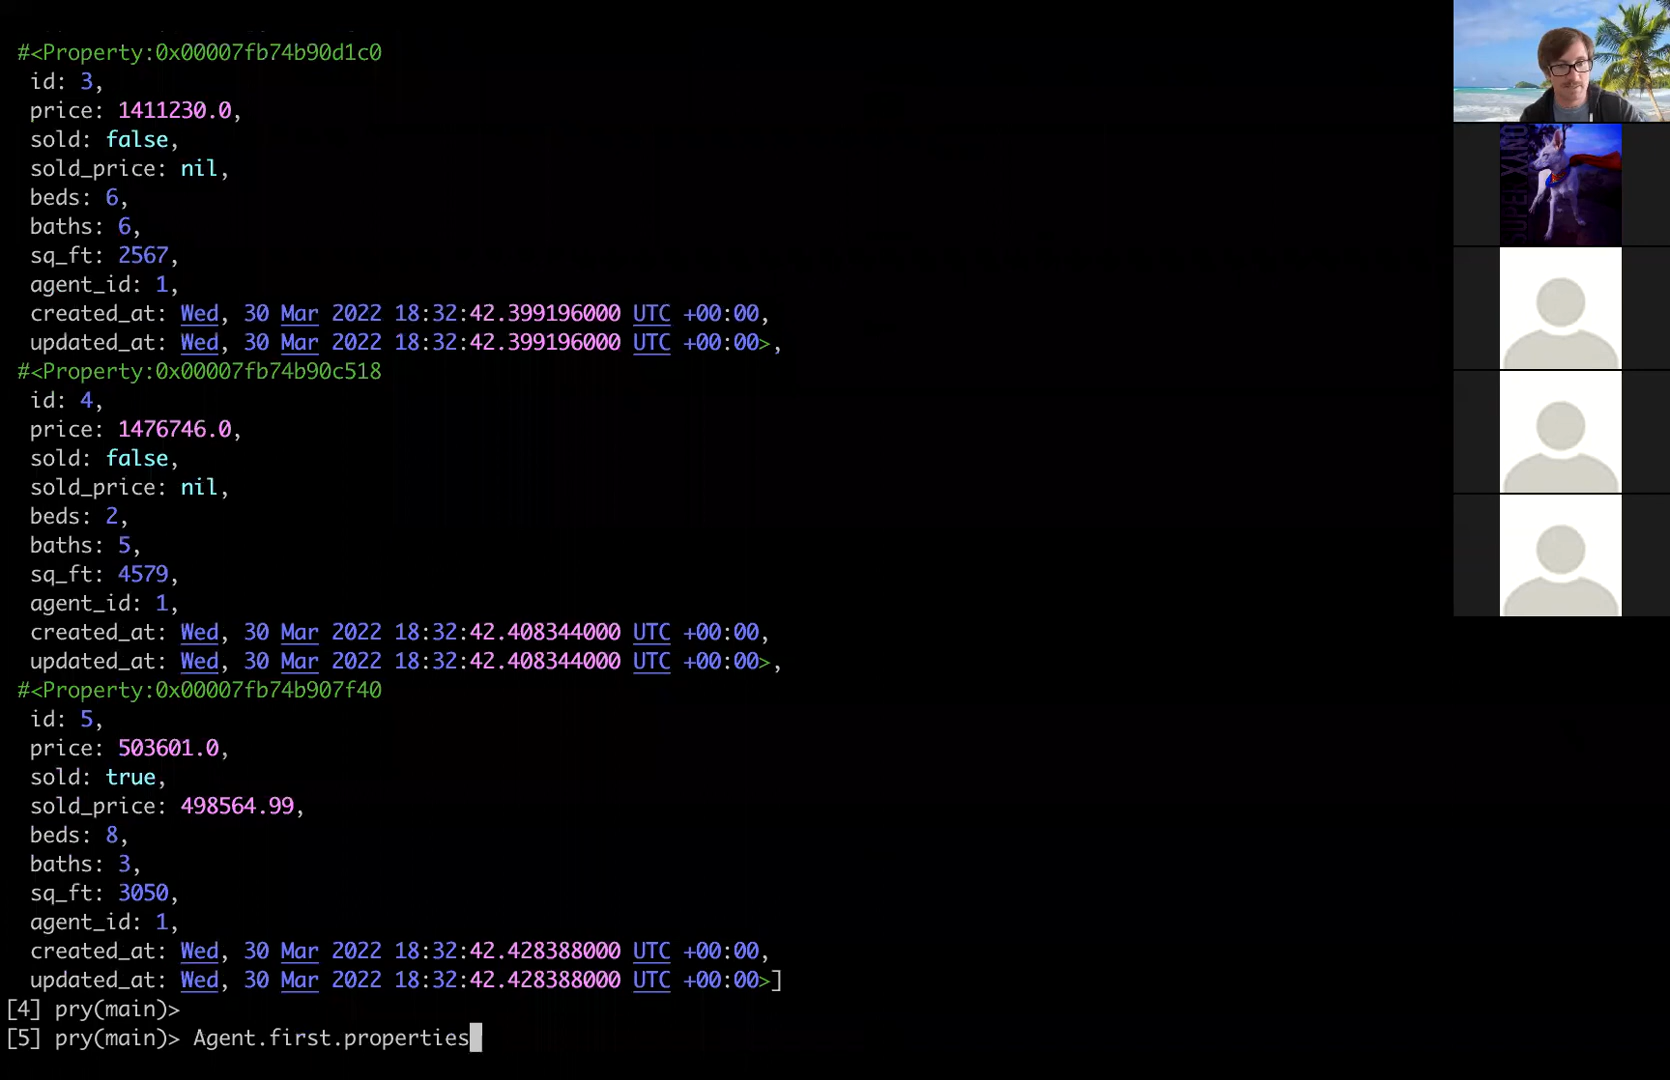 #<Property:0x00007fb74b90d1c0
id: 3,
price: 1411230.0,
sold: false,
sold_price: nil,
beds: 6,
baths: 6,
sq_ft: 2567,
agent_id: 1,
created_at: Wed, 30 Mar 2022 18:32:42.399196000 UTC +00:00,
updated_at: Wed, 30 Mar 2022 18:32:42.399196000 UTC +00:00>,
#<Property:0x00007fb74b90c518
id: 4,
price: 1476746.0,
sold: false,
sold_price: nil,
beds: 2,
baths: 5,
sq_ft: 4579,
agent_id: 1,
created_at: Wed, 30 Mar 2022 18:32:42.408344000 UTC +00:00,
updated_at: Wed, 30 Mar 2022 18:32:42.408344000 UTC +00:00>,
#<Property:0x00007fb74b907f40
id: 5,
price: 503601.0,
sold: true,
sold_price: 498564.99,
beds: 8,
baths: 3,
sq_ft: 3050,
agent_id: 1,
created_at: Wed, 30 Mar 2022 18:32:42.428388000 UTC +00:00,
updated_at: Wed, 30 Mar 2022 18:32:42.428388000 UTC +00:00>]
[4] pry(main)>
[5] pry(main)> Agent.first.properties
SUPER XANO